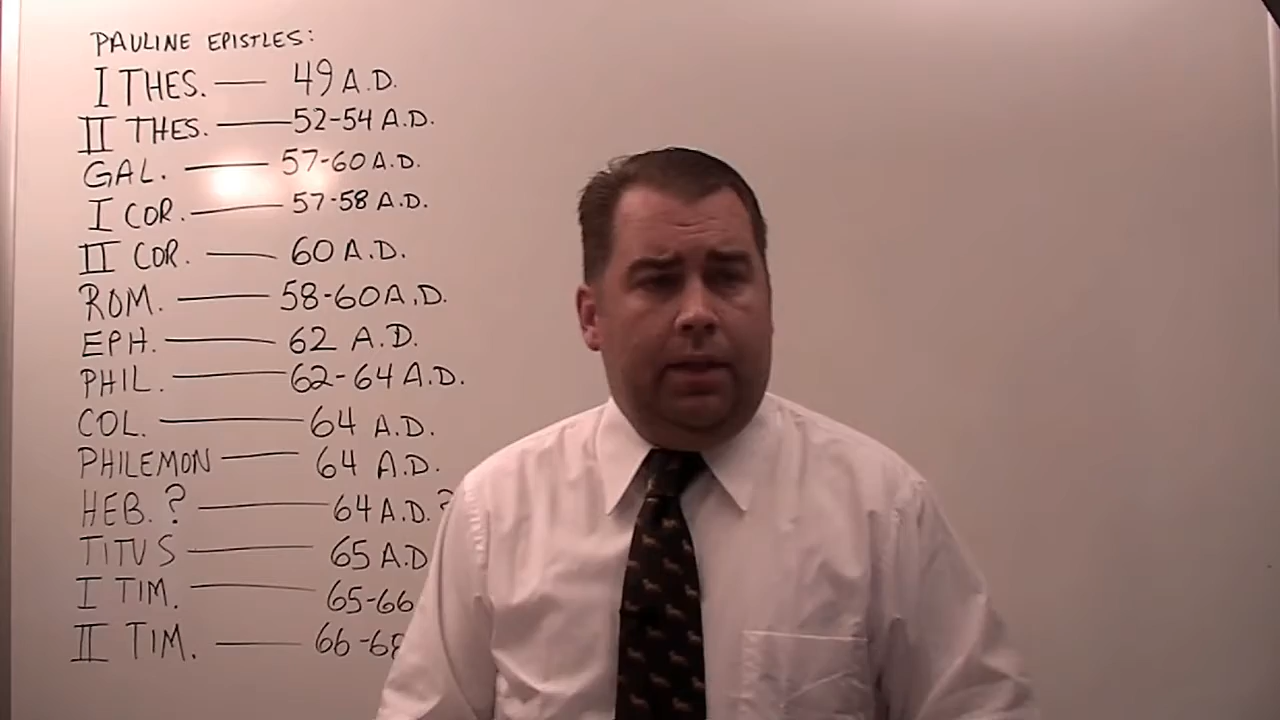 PAULINE EPISTLES:
I THES. — 49 A.D.
II THES. — 52-54 A.D.
GAL. — 57-60 A.D.
I COR. — 57-58 A.D.
II COR. — 60 A.D.
ROM. — 58-60 A.D.
EPH. — 62 A.D.
PHIL. — 62-64 A.D.
COL. — 64 A.D.
PHILEMON — 64 A.D.
HEB. ? — 64 A.D. ?
TITUS — 65 A.D
I TIM. — 65-66
II TIM. — 66-68